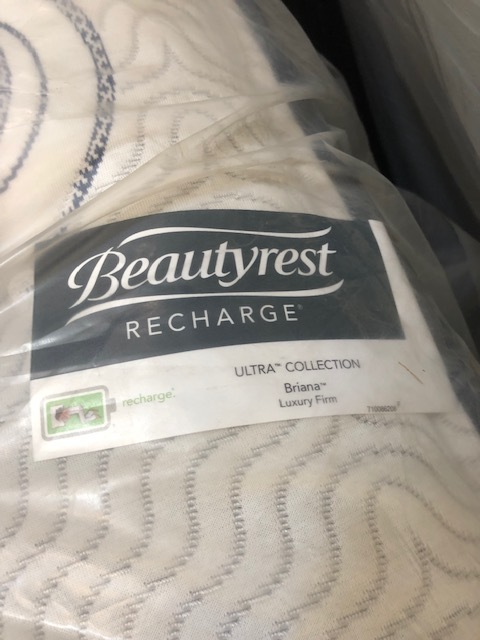 Beautyrest
RECHARGE®
recharge.®
ULTRA™ COLLECTION
Briana™
Luxury Firm